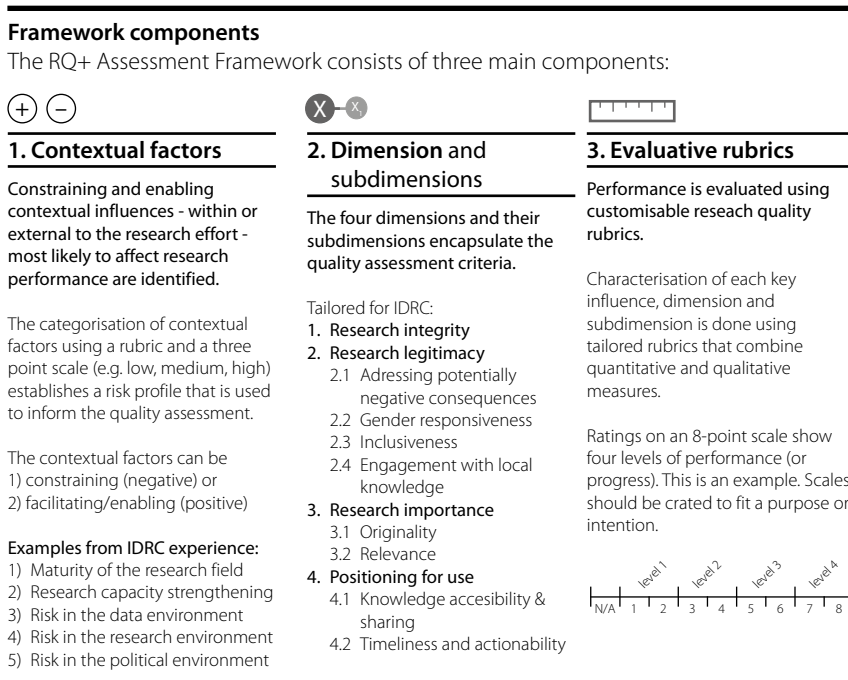 Framework components
The RQ+ Assessment Framework consists of three main components:
X X1
1. Contextual factors
Constraining and enabling
contextual influences - within or
external to the research effort -
most likely to affect research
performance are identified.
The categorisation of contextual
factors using a rubric and a three
point scale (e.g. low, medium, high)
establishes a risk profile that is used
to inform the quality assessment.
The contextual factors can be
1) constraining (negative) or
2) facilitating/enabling (positive)
Examples from IDRC experience:
1) Maturity of the research field
2) Research capacity strengthening
3) Risk in the data environment
4) Risk in the research environment
5) Risk in the political environment
2. Dimension and
subdimensions
The four dimensions and their
subdimensions encapsulate the
quality assessment criteria.
Tailored for IDRC:
1. Research integrity
2. Research legitimacy
2.1 Adressing potentially
negative consequences
2.2 Gender responsiveness
2.3 Inclusiveness
2.4 Engagement with local
knowledge
3. Research importance
3.1 Originality
3.2 Relevance
4. Positioning for use
4.1 Knowledge accesibility &
sharing
4.2 Timeliness and actionability
3. Evaluative rubrics
Performance is evaluated using
customisable reseach quality
rubrics.
Characterisation of each key
influence, dimension and
subdimension is done using
tailored rubrics that combine
quantitative and qualitative
measures.
Ratings on an 8-point scale show
four levels of performance (or
progress). This is an example. Scales
should be crated to fit a purpose or
intention.
level 1 level 2 level 3 level 4
N/A 1 2 3 4 5 6 7 8